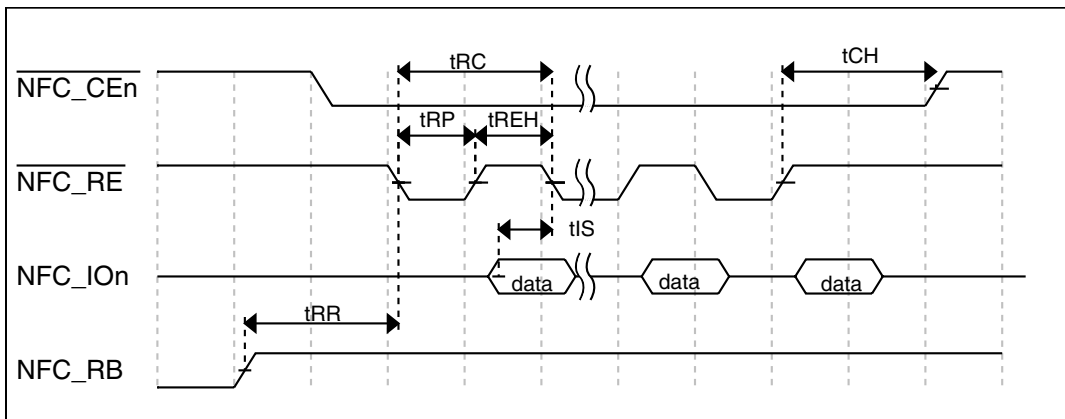 tRC
tCH
NFC_CEn
tRP
tREH
NFC_RE
tIS
NFC_IOn
data
data
data
tRR
NFC_RB